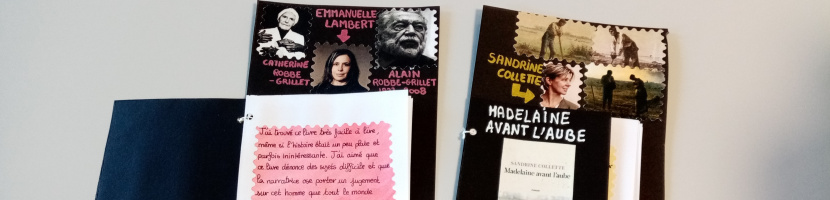 EMMANUELLE
LAMBERT
CATHERINE
ROBBE
-GRILLET
ALAIN
ROBBE-GRILLET
1922-2008
J'ai trouvé ce livre très facile à lire,
même si l'histoire était un peu plate et
parfois inintéressante. J'ai aimé que
ce livre dénonce des sujets difficile et que
la narratrice ose porter un jugement
sur cet homme que tout le monde
SANDRINE
COLLETTE
MADELAINE
AVANT L'AUBE
SANDRINE COLLETTE
Madelaine avant l'aube